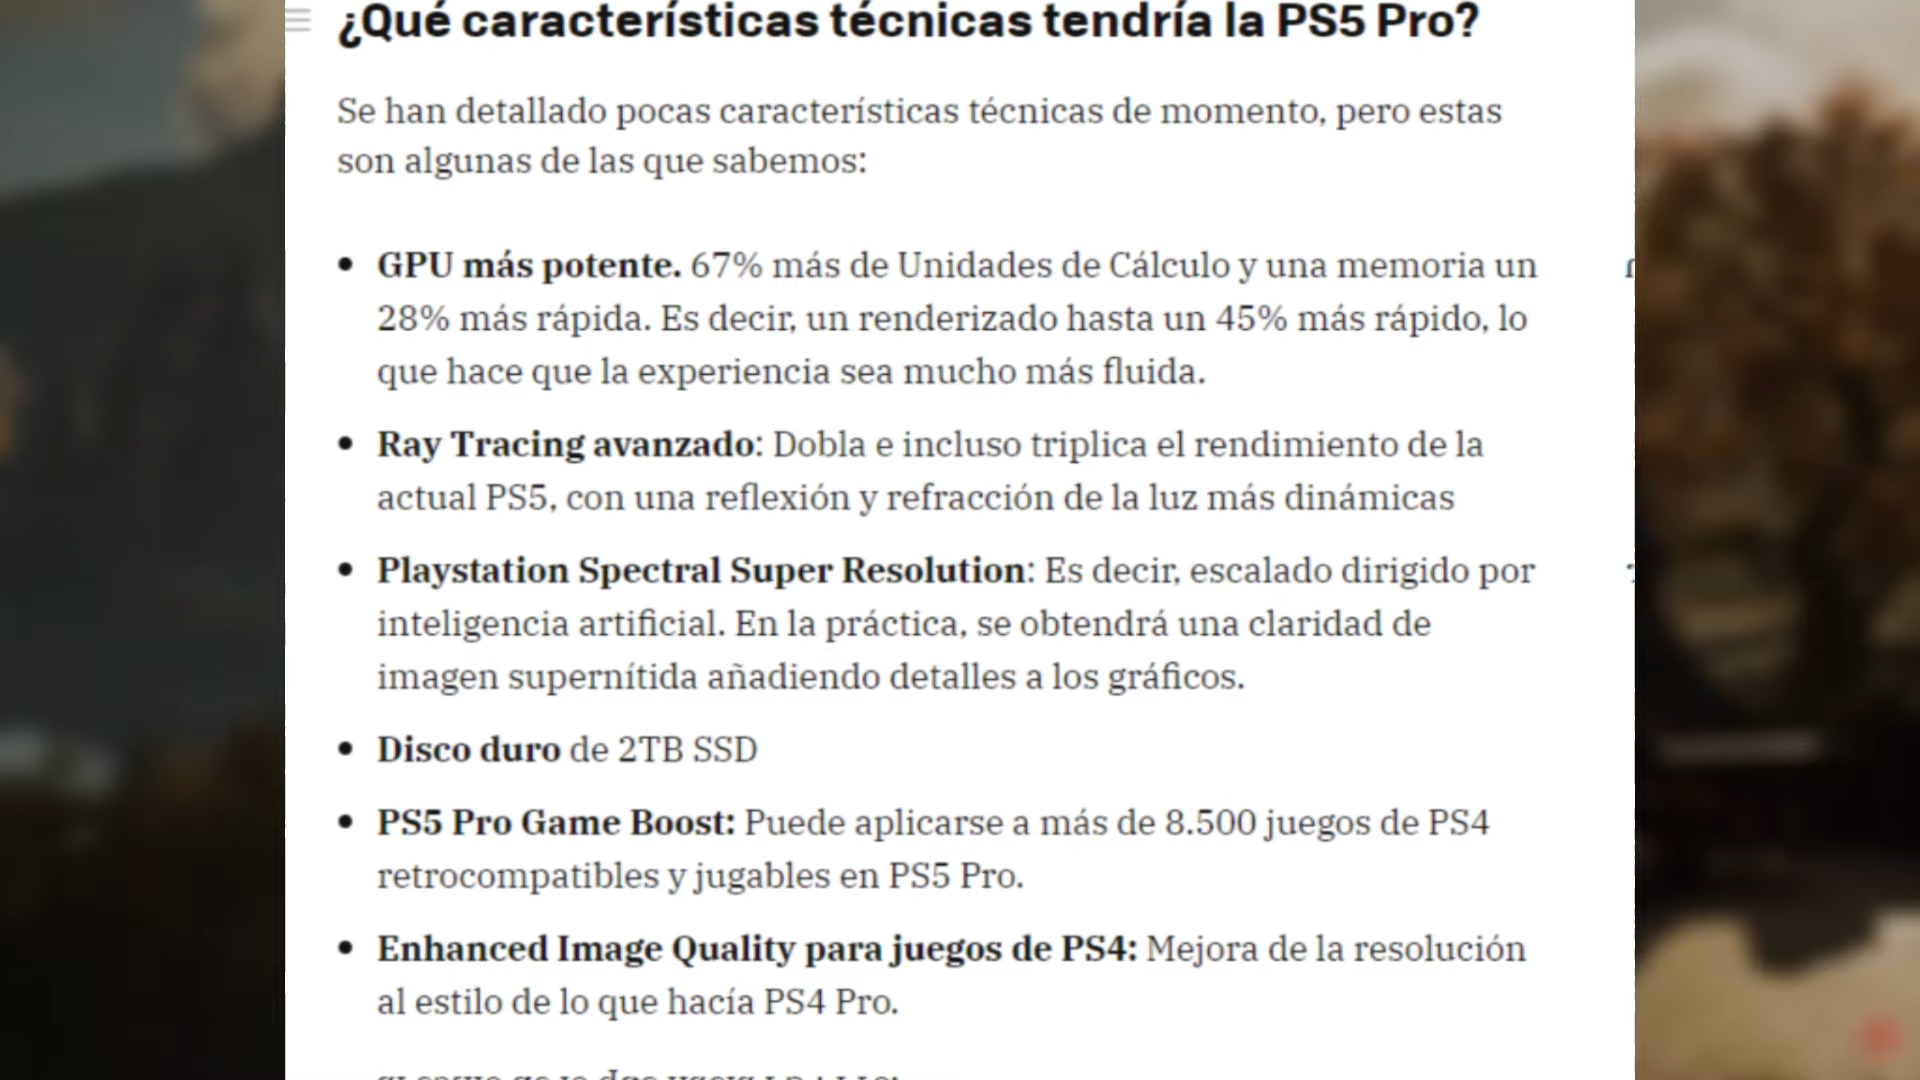 ¿Qué características técnicas tendría la PS5 Pro?
Se han detallado pocas características técnicas de momento, pero estas
son algunas de las que sabemos:
GPU más potente. 67% más de Unidades de Cálculo y una memoria un
28% más rápida. Es decir, un renderizado hasta un 45% más rápido, lo
que hace que la experiencia sea mucho más fluida.
Ray Tracing avanzado: Dobla e incluso triplica el rendimiento de la
actual PS5, con una reflexión y refracción de la luz más dinámicas
Playstation Spectral Super Resolution: Es decir, escalado dirigido por
inteligencia artificial. En la práctica, se obtendrá una claridad de
imagen supernítida añadiendo detalles a los gráficos.
Disco duro de 2TB SSD
PS5 Pro Game Boost: Puede aplicarse a más de 8.500 juegos de PS4
retrocompatibles y jugables en PS5 Pro.
Enhanced Image Quality para juegos de PS4: Mejora de la resolución
al estilo de lo que hacía PS4 Pro.